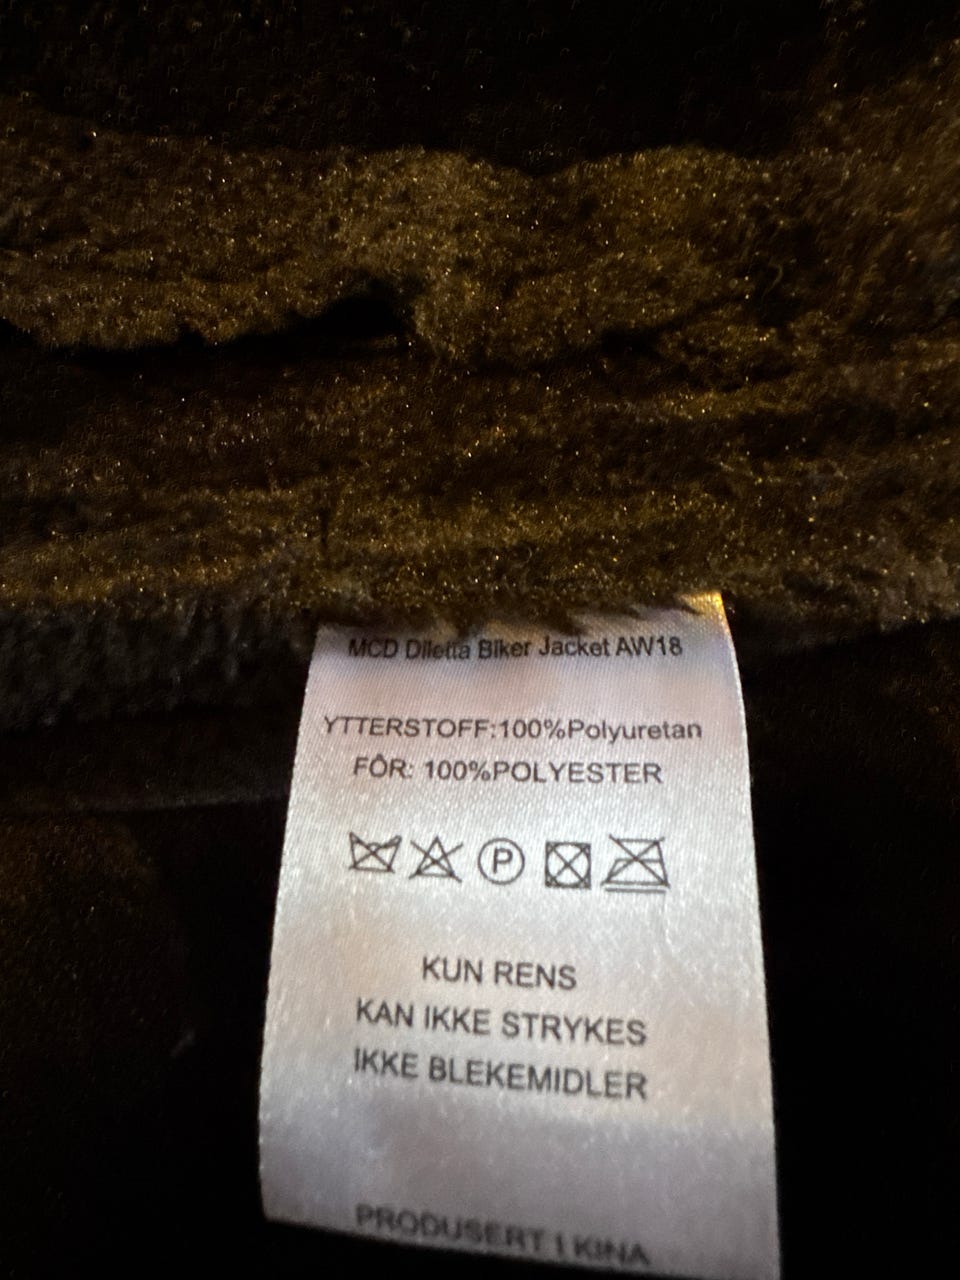 MCD Diletta Biker Jacket AW18
YTTERSTOFF:100%Polyuretan
FÔR: 100%POLYESTER
P
KUN RENS
KAN IKKE STRYKES
IKKE BLEKEMIDLER
PRODUSERT I KINA